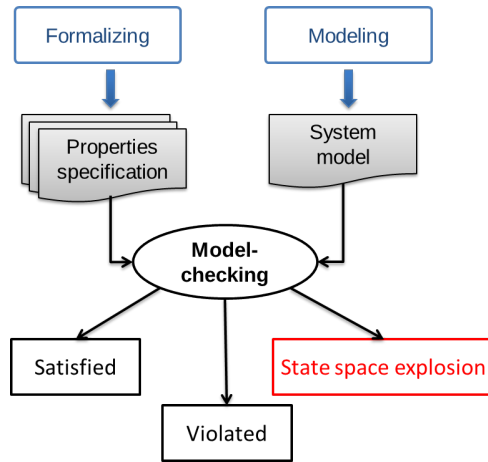 Formalizing
Modeling
Properties
specification
System
model
Model-
checking
Satisfied
State space explosion
Violated